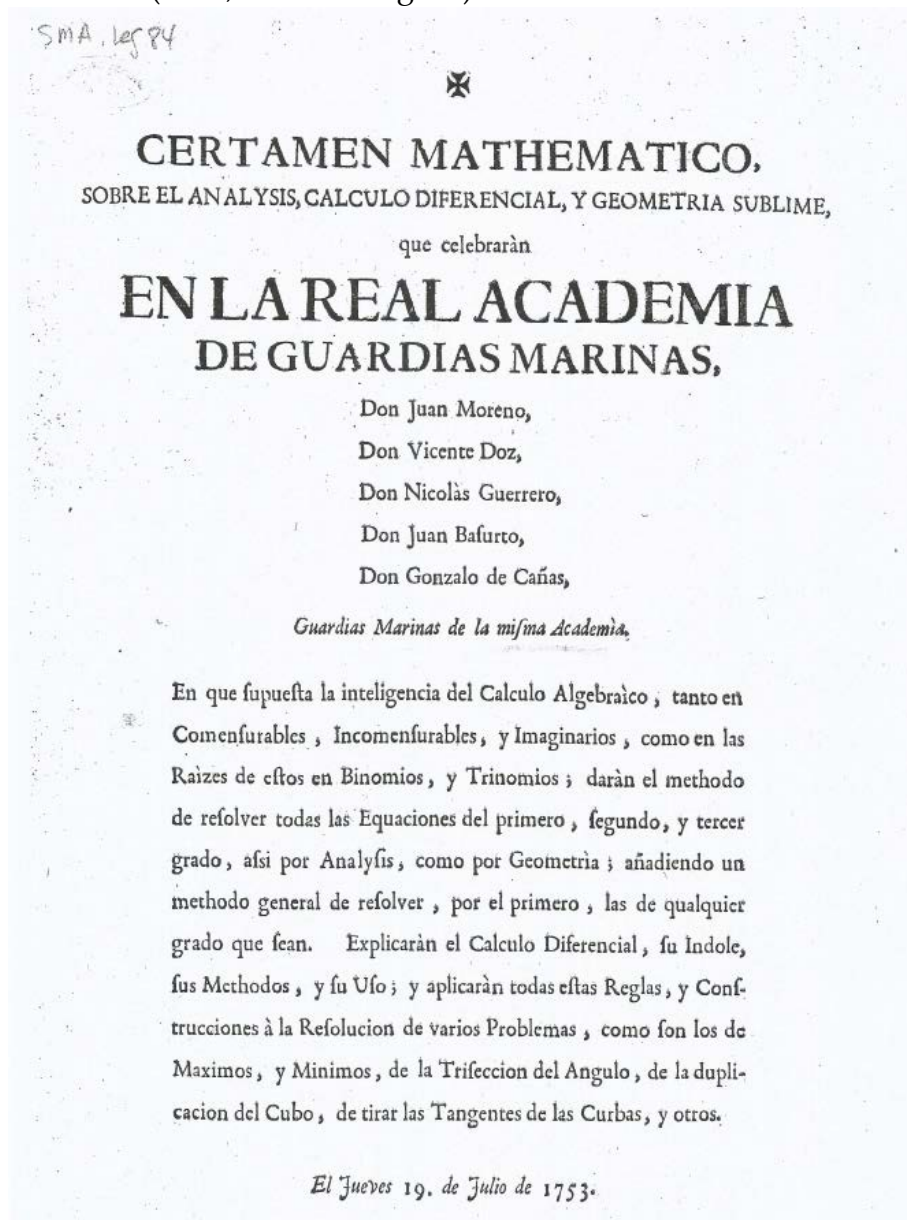 SMA. leg 84
✠
CERTAMEN MATHEMATICO,
SOBRE EL ANALYSIS, CALCULO DIFERENCIAL, Y GEOMETRIA SUBLIME,
que celebraràn
EN LA REAL ACADEMIA
DE GUARDIAS MARINAS,
Don Juan Moreno,
Don Vicente Doz,
Don Nicolàs Guerrero,
Don Juan Baſurto,
Don Gonzalo de Cañas,
Guardias Marinas de la miſma Academìa.
En que ſupueſta la inteligencia del Calculo Algebraìco, tanto en
Comenſurables, Incomenſurables, y Imaginarios, como en las
Raìzes de eſtos en Binomios, y Trinomios; daràn el methodo
de reſolver todas las Equaciones del primero, ſegundo, y tercer
grado, aſsi por Analyſis, como por Geometrìa; añadiendo un
methodo general de reſolver, por el primero, las de qualquier
grado que ſean. Explicaràn el Calculo Diferencial, ſu Indole,
ſus Methodos, y ſu Uſo; y aplicaràn todas eſtas Reglas, y Conſ-
trucciones à la Reſolucion de varios Problemas, como ſon los de
Maximos, y Minimos, de la Triſeccion del Angulo, de la dupli-
cacion del Cubo, de tirar las Tangentes de las Curbas, y otros.
El Jueves 19. de Julio de 1753.